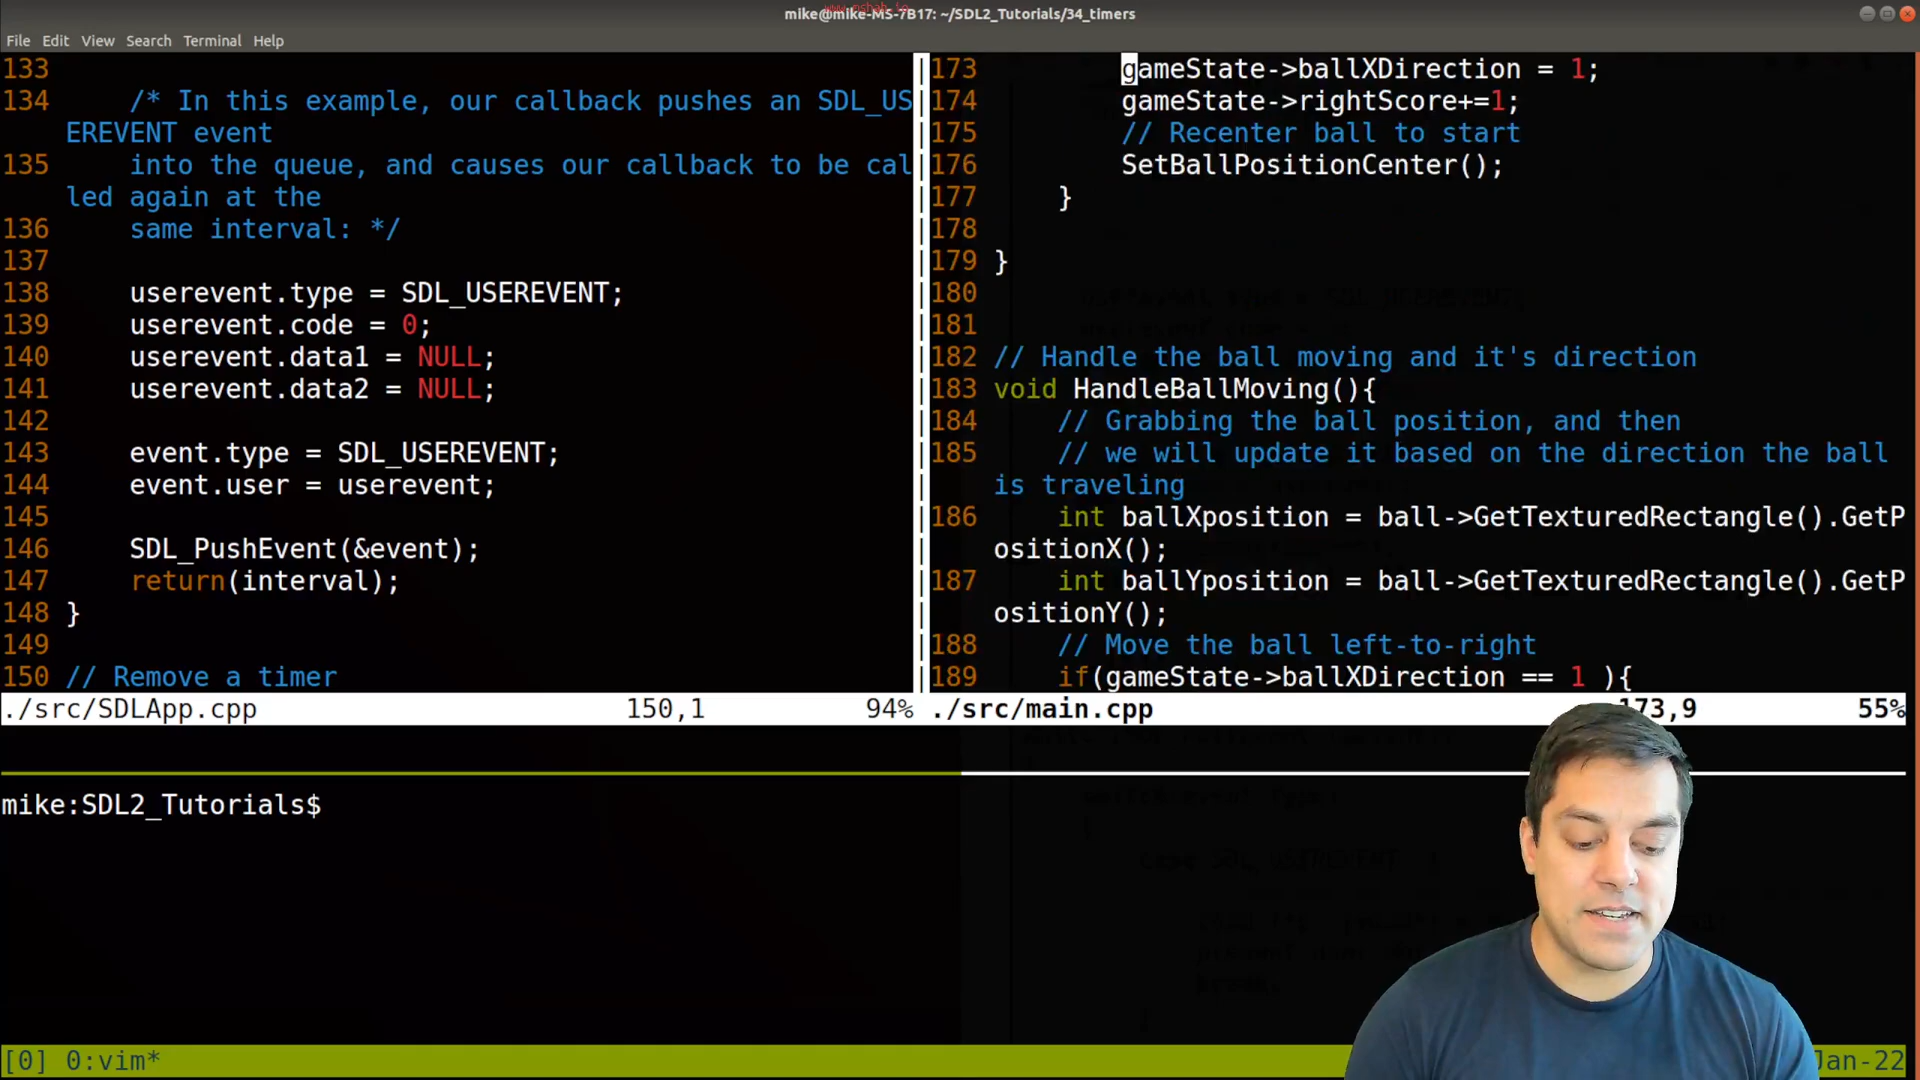 www.mshah.io
mike@mike-MS-7B17: ~/SDL2_Tutorials/34_timers
File Edit View Search Terminal Help
133
134 /* In this example, our callback pushes an SDL_US
EREVENT event
135 into the queue, and causes our callback to be cal
led again at the
136 same interval: */
137
138 userevent.type = SDL_USEREVENT;
139 userevent.code = 0;
140 userevent.data1 = NULL;
141 userevent.data2 = NULL;
142
143 event.type = SDL_USEREVENT;
144 event.user = userevent;
145
146 SDL_PushEvent(&event);
147 return(interval);
148 }
149
150 // Remove a timer
./src/SDLApp.cpp 150,1 94%
173 gameState->ballXDirection = 1;
174 gameState->rightScore+=1;
175 // Recenter ball to start
176 SetBallPositionCenter();
177 }
178
179 }
180
181
182 // Handle the ball moving and it's direction
183 void HandleBallMoving(){
184 // Grabbing the ball position, and then
185 // we will update it based on the direction the ball
is traveling
186 int ballXposition = ball->GetTexturedRectangle().GetP
ositionX();
187 int ballYposition = ball->GetTexturedRectangle().GetP
ositionY();
188 // Move the ball left-to-right
189 if(gameState->ballXDirection == 1 ){
./src/main.cpp 173,9 55%
mike:SDL2_Tutorials$
[0] 0:vim* Jan-22